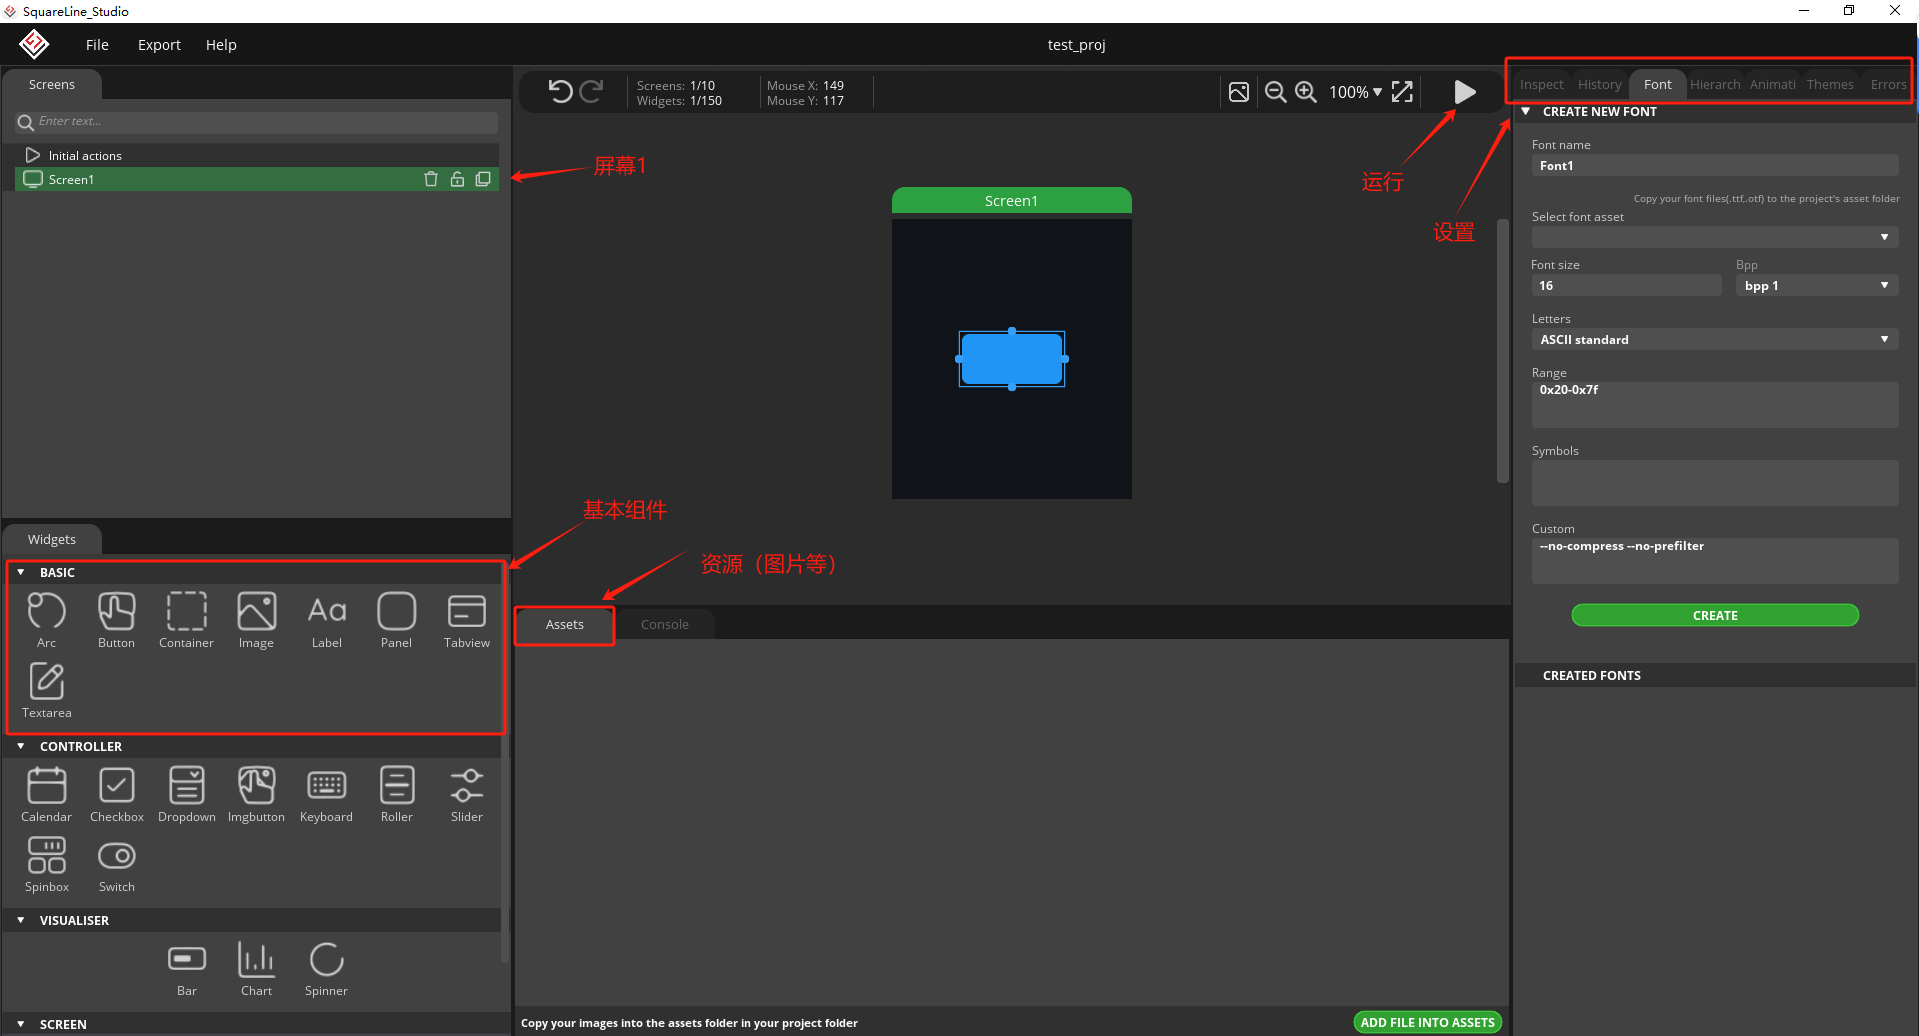 SquareLine_Studio
File Export Help
test_proj
Screens
Enter text...
Initial actions
Screen1
Screens: 1/10
Widgets: 1/150
Mouse X: 149
Mouse Y: 117
100%
屏幕1
运行
设置
Screen1
基本组件
资源（图片等）
Widgets
BASIC
Arc Button Container Image Label Panel Tabview
Textarea
CONTROLLER
Calendar Checkbox Dropdown Imgbutton Keyboard Roller Slider
Spinbox Switch
VISUALISER
Bar Chart Spinner
SCREEN
Assets Console
Copy your images into the assets folder in your project folder
ADD FILE INTO ASSETS
Inspect History Font Hierarch Animati Themes Errors
CREATE NEW FONT
Font name
Font1
Copy your font files(.ttf,.otf) to the project's asset folder
Select font asset
Font size Bpp
16 bpp 1
Letters
ASCII standard
Range
0x20-0x7f
Symbols
Custom
--no-compress --no-prefilter
CREATE
CREATED FONTS